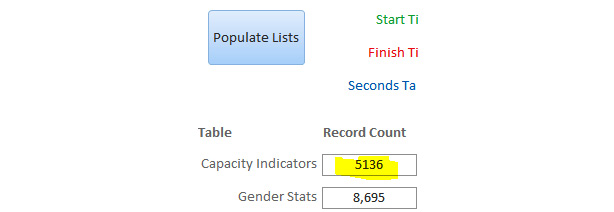 Populate Lists
Start Ti
Finish Ti
Seconds Ta
Table Record Count
Capacity Indicators 5136
Gender Stats 8,695